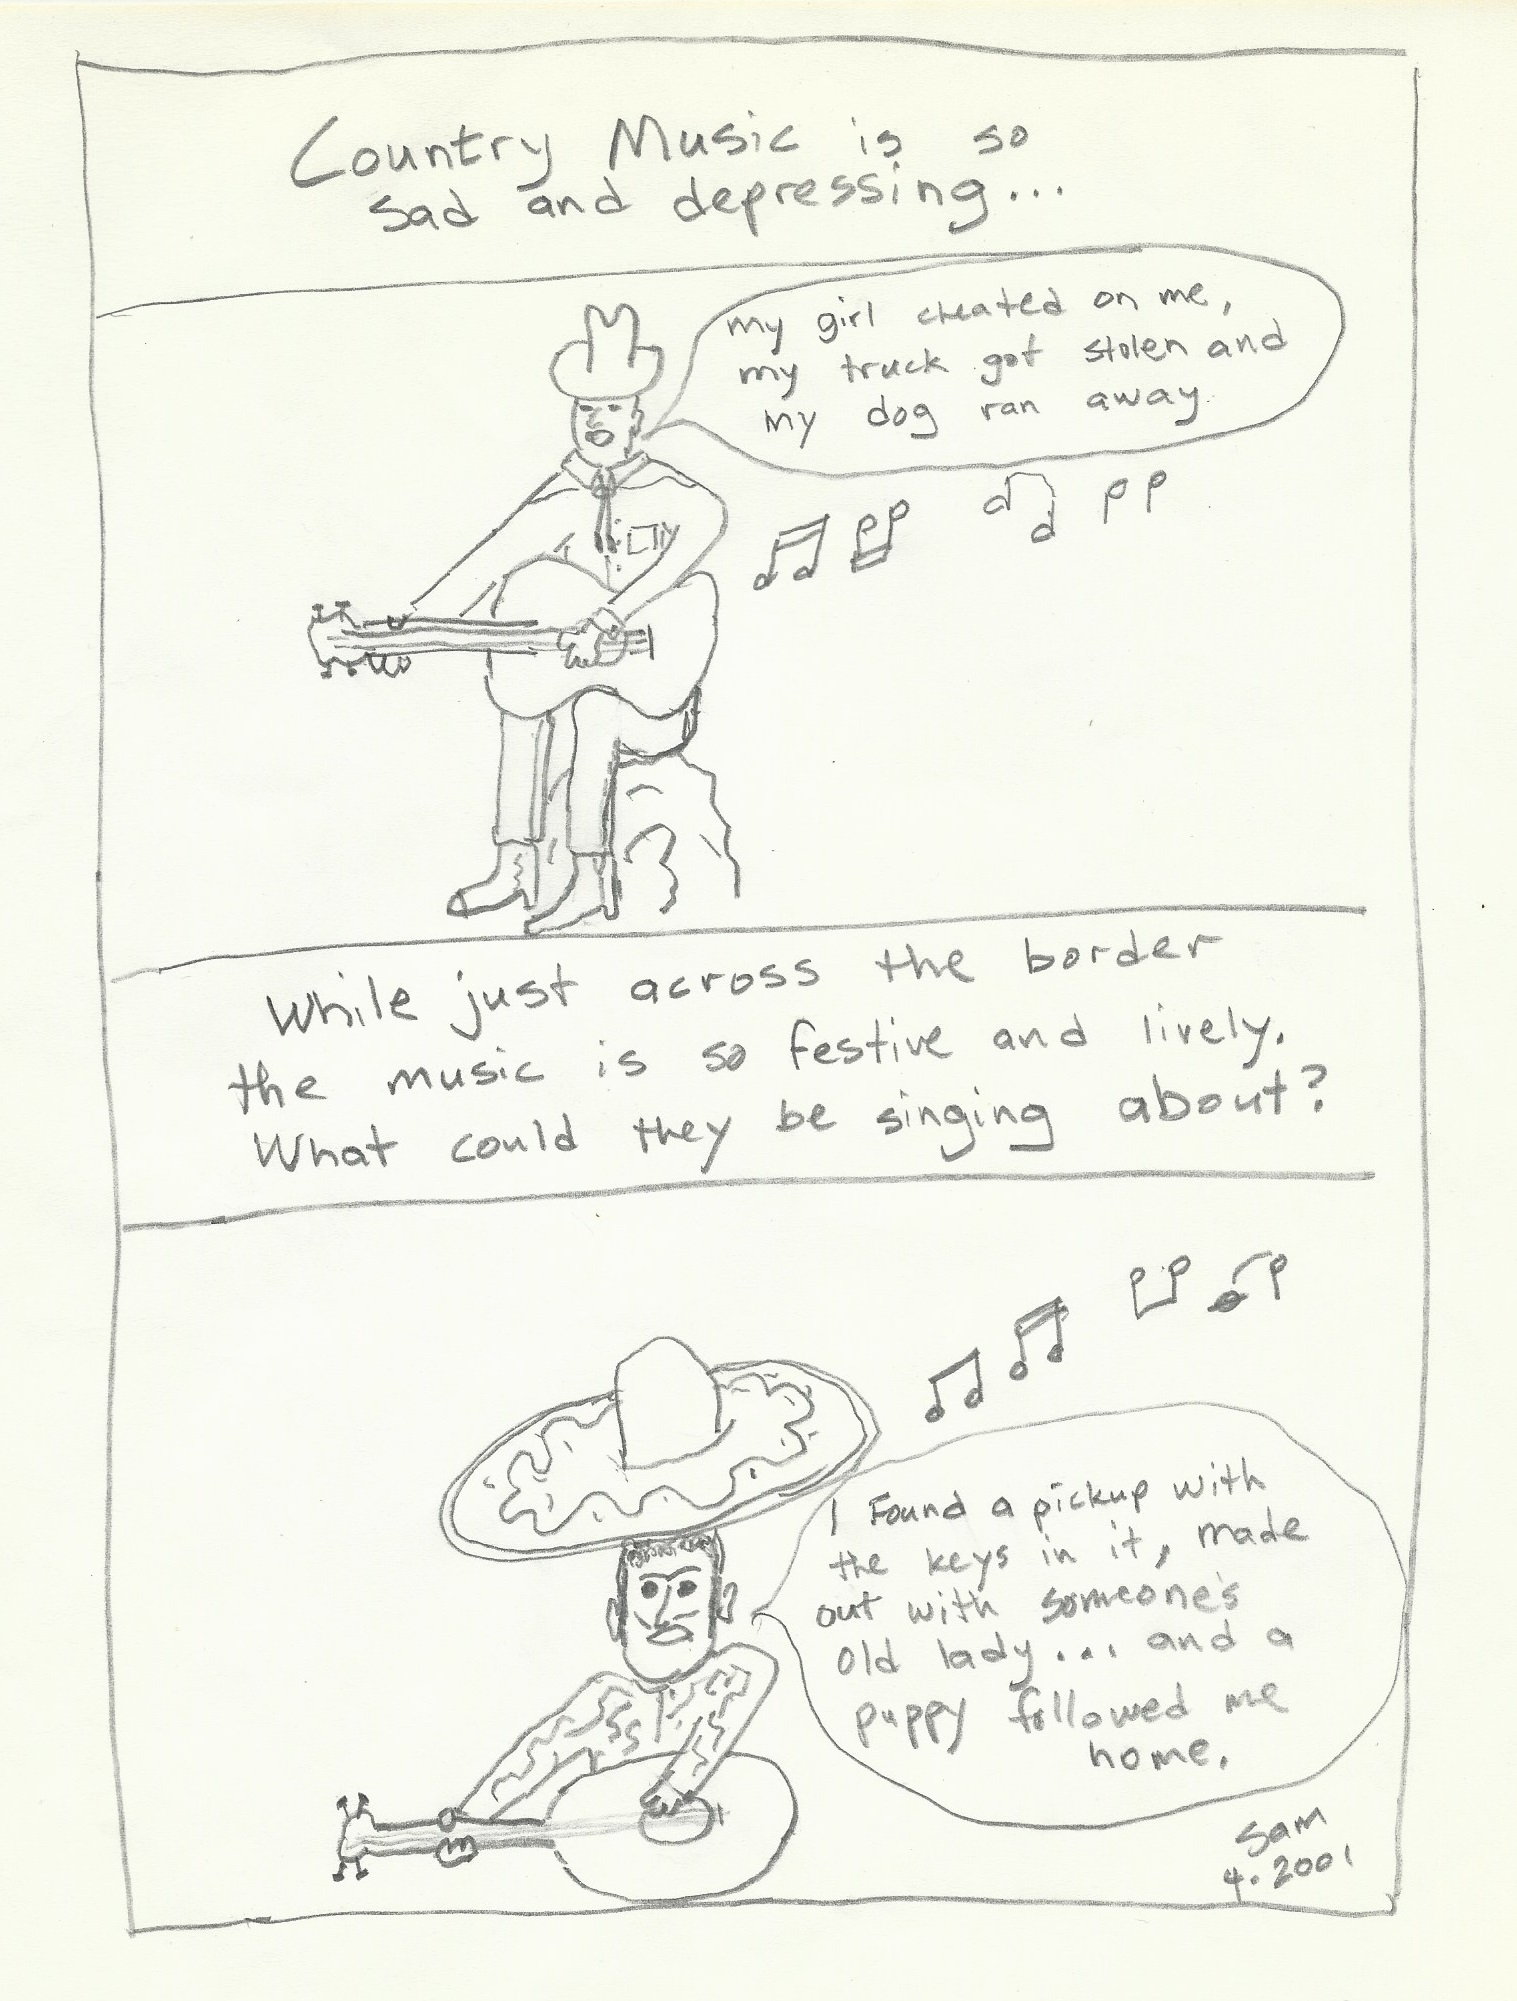 Country Music is so
sad and depressing...
my girl cheated on me,
my truck got stolen and
my dog ran away
While just across the border
the music is so festive and lively.
What could they be singing about?
I Found a pickup with
the keys in it, made
out with someone's
old lady... and a
puppy followed me
home.
Sam
4.2001